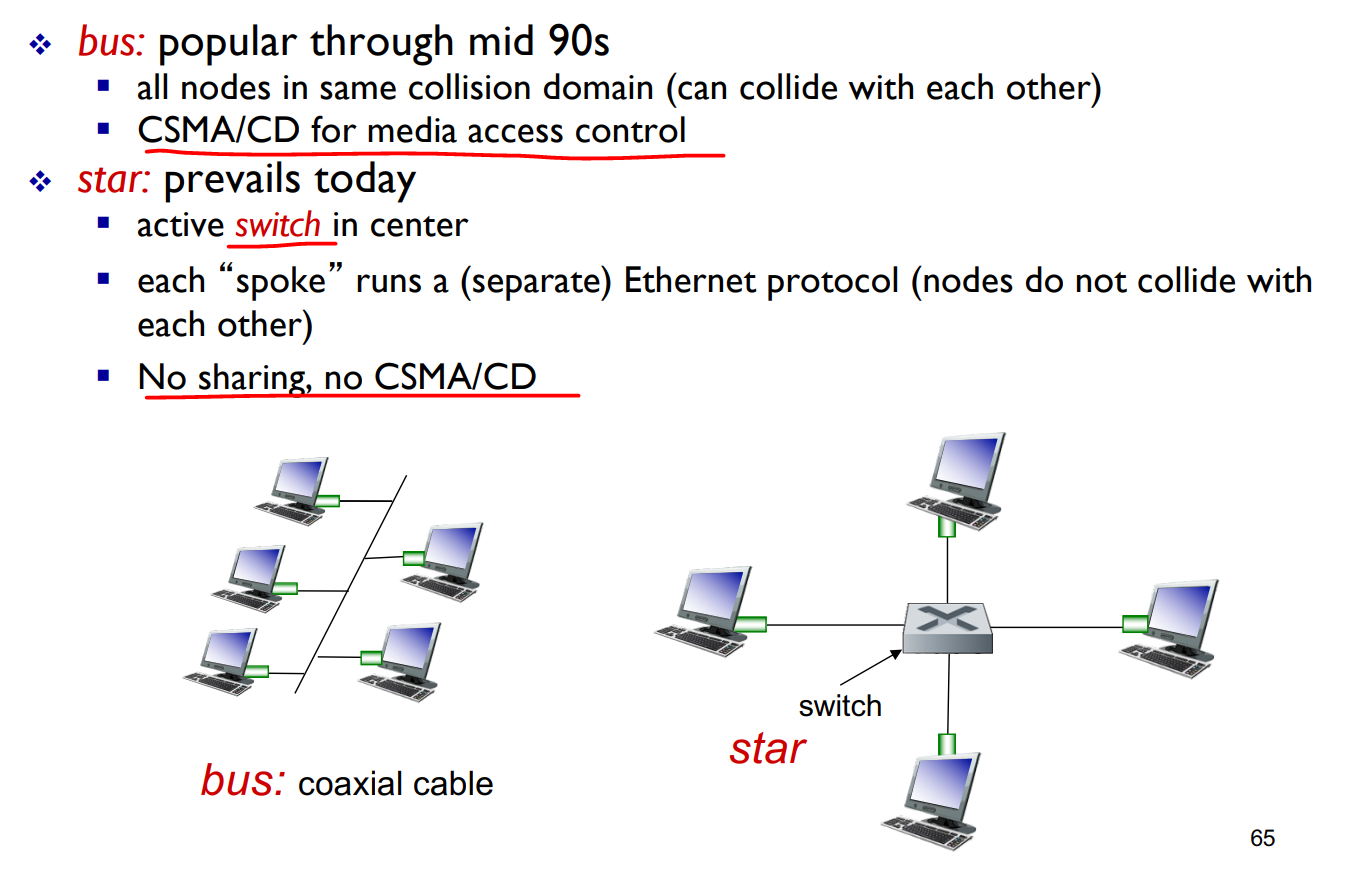 bus: popular through mid 90s
all nodes in same collision domain (can collide with each other)
CSMA/CD for media access control
star: prevails today
active switch in center
each “spoke” runs a (separate) Ethernet protocol (nodes do not collide with
each other)
No sharing, no CSMA/CD
switch
star
bus: coaxial cable
65